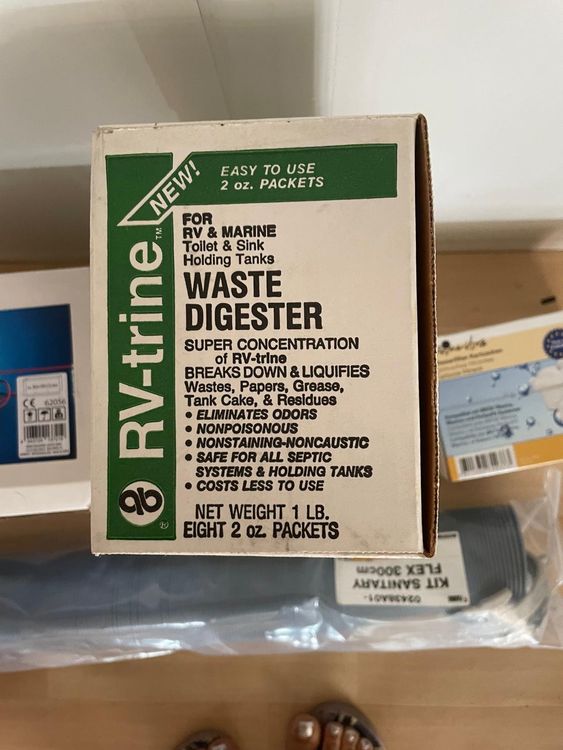 NEW!
EASY TO USE
2 oz. PACKETS
RV-trine™
FOR
RV & MARINE
Toilet & Sink
Holding Tanks
WASTE
DIGESTER
SUPER CONCENTRATION
of RV-trine
BREAKS DOWN & LIQUIFIES
Wastes, Papers, Grease,
Tank Cake, & Residues
• ELIMINATES ODORS
• NONPOISONOUS
• NONSTAINING-NONCAUSTIC
• SAFE FOR ALL SEPTIC
SYSTEMS & HOLDING TANKS
• COSTS LESS TO USE
NET WEIGHT 1 LB.
EIGHT 2 oz. PACKETS
CE
62056
KIT SANITARY
FLEX 300cm